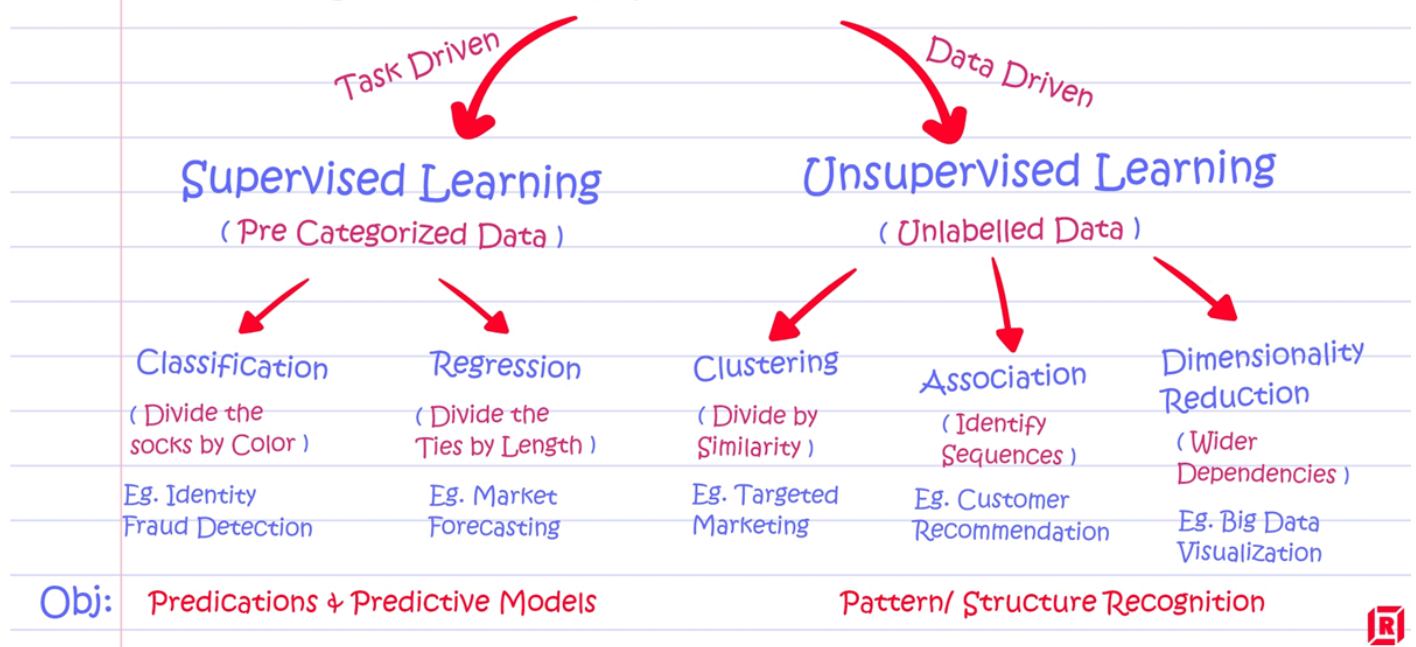 Task Driven
Data Driven
Supervised Learning
Unsupervised Learning
( Pre Categorized Data )
( Unlabelled Data )
Classification
Regression
Clustering
Association
Dimensionality
Reduction
( Divide the
socks by Color )
( Divide the
Ties by Length )
( Divide by
Similarity )
( Identify
Sequences )
( Wider
Dependencies )
Eg. Identity
Fraud Detection
Eg. Market
Forecasting
Eg. Targeted
Marketing
Eg. Customer
Recommendation
Eg. Big Data
Visualization
Obj:
Predications & Predictive Models
Pattern/ Structure Recognition
R